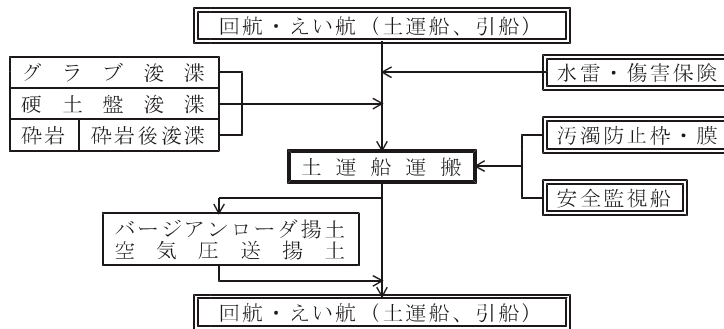 回航・えい航（土運船、引船）
グラブ浚渫
硬土盤浚渫
砕岩 砕岩後浚渫
水雷・傷害保険
汚濁防止枠・膜
土運船運搬
安全監視船
バージアンローダ揚土
空気圧送揚土
回航・えい航（土運船、引船）